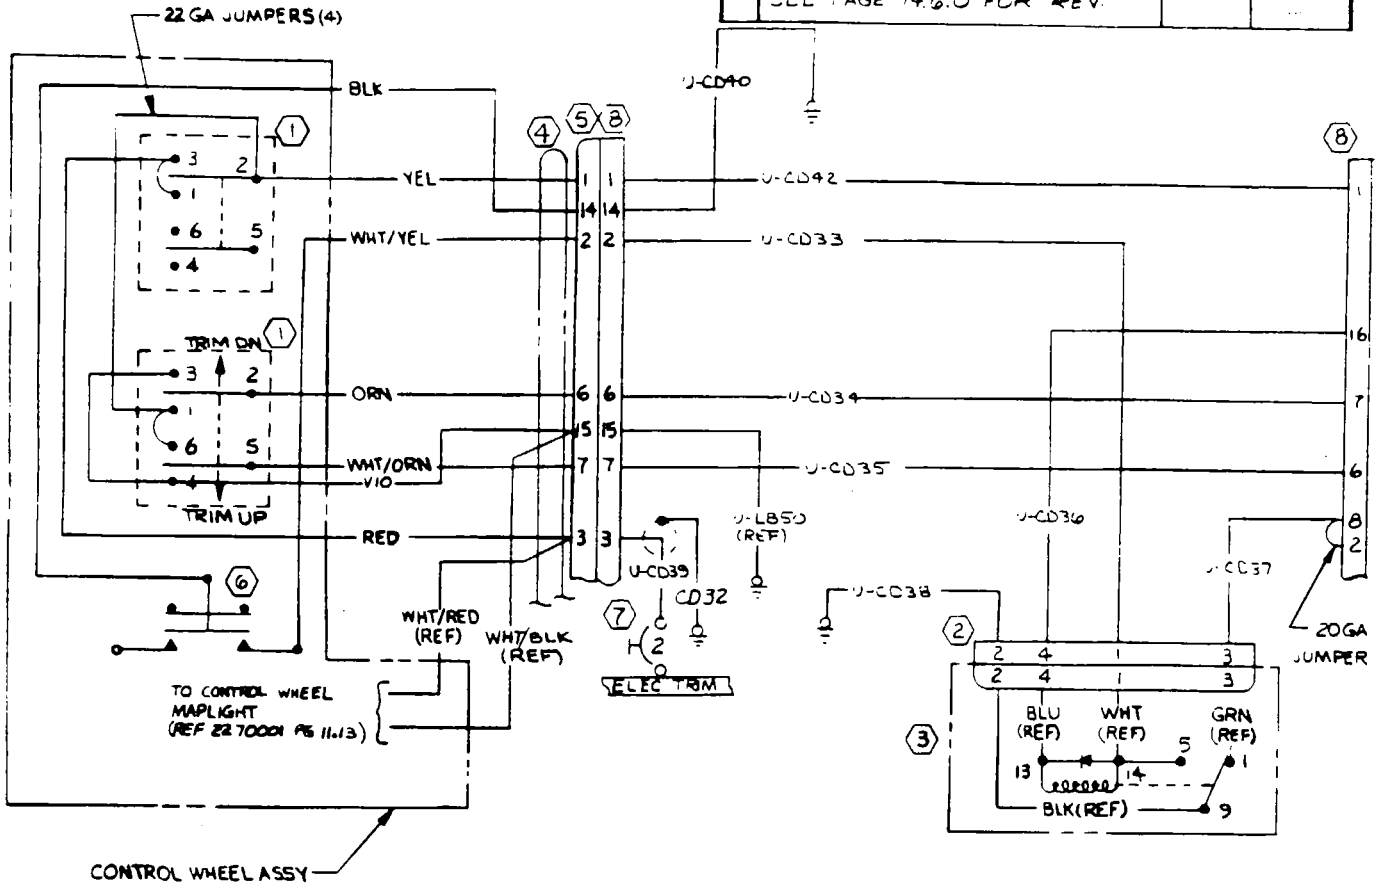 SEE PAGE 14.6.0 FOR REV.
22 GA JUMPERS (4)
BLK
U-CD40
4
5
8
8
1
3
2
1
6
5
4
YEL
1
1
U-CD42
1
14
14
WHT/YEL
2
2
U-CD33
16
TRIM DN
1
3
2
1
6
5
4
TRIM UP
ORN
6
6
U-CD34
7
15
15
WHT/ORN
7
7
U-CD35
6
VIO
RED
3
3
U-CD39
CD32
U-LB50
(REF)
U-CD36
U-CD37
8
2
20GA
JUMPER
6
WHT/RED
(REF)
WHT/BLK
(REF)
7
2
ELEC TRIM
U-CD38
2
2
4
1
3
2
4
3
TO CONTROL WHEEL
MAPLIGHT
(REF 2270001 PG 11.13)
3
BLU
(REF)
WHT
(REF)
GRN
(REF)
13
14
5
1
9
BLK(REF)
CONTROL WHEEL ASSY